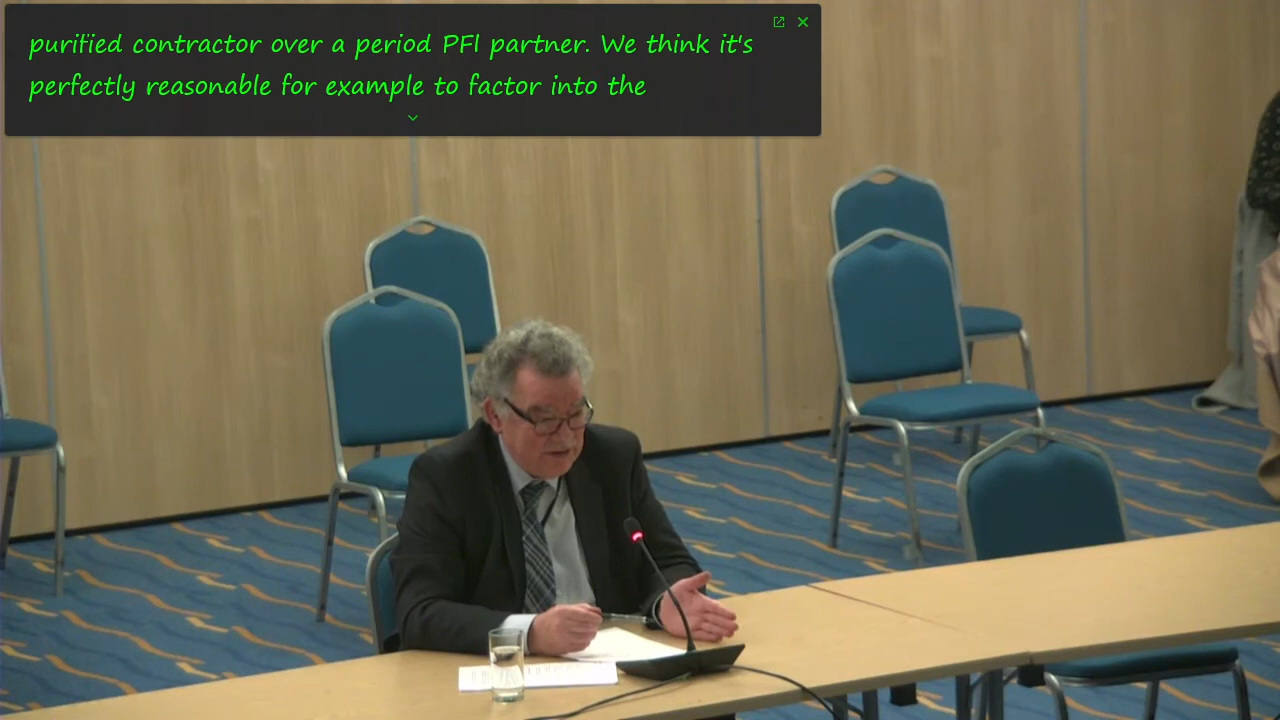 purified contractor over a period PFI partner. We think it's
perfectly reasonable for example to factor into the